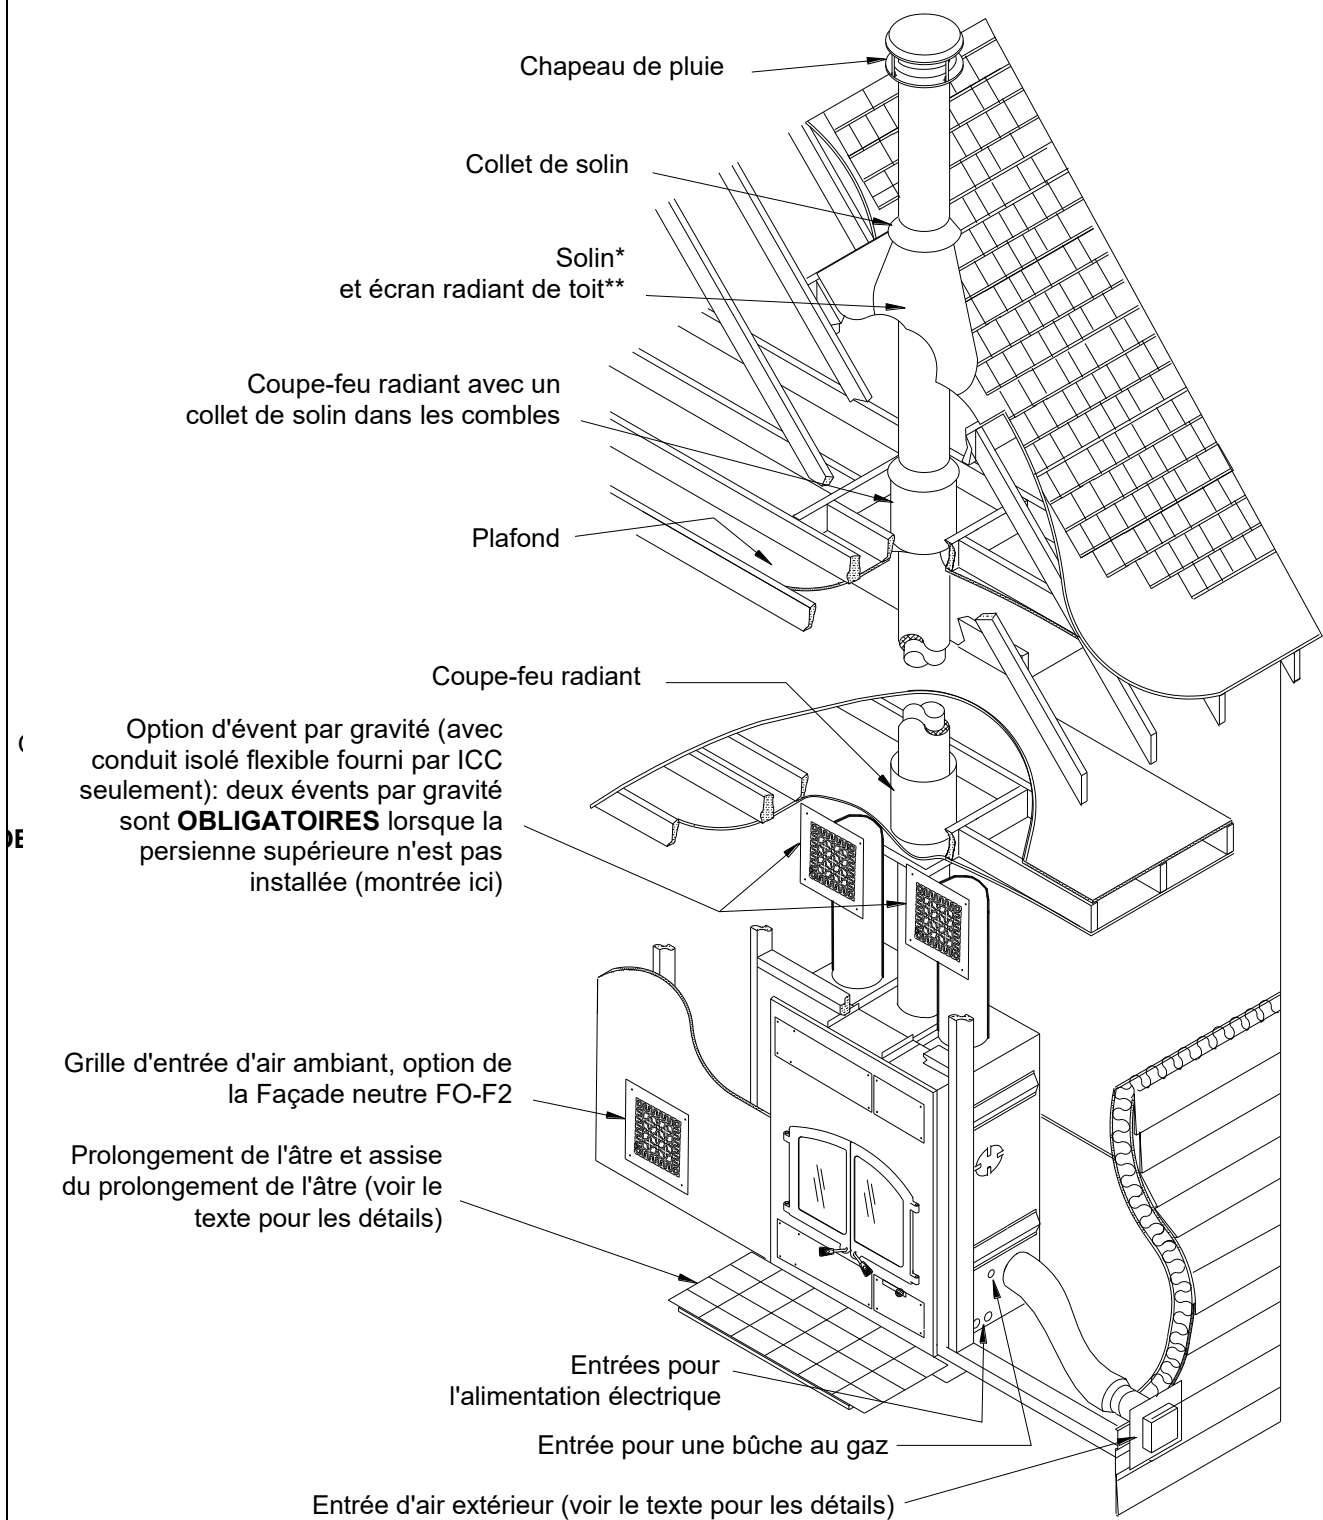 Chapeau de pluie
Collet de solin
Solin*
et écran radiant de toit**
Coupe-feu radiant avec un
collet de solin dans les combles
Plafond
Coupe-feu radiant
Option d'évent par gravité (avec
conduit isolé flexible fourni par ICC
seulement): deux évents par gravité
sont OBLIGATOIRES lorsque la
persienne supérieure n'est pas
installée (montrée ici)
Grille d'entrée d'air ambiant, option de
la Façade neutre FO-F2
Prolongement de l'âtre et assise
du prolongement de l'âtre (voir le
texte pour les détails)
Entrées pour
l'alimentation électrique
Entrée pour une bûche au gaz
Entrée d'air extérieur (voir le texte pour les détails)